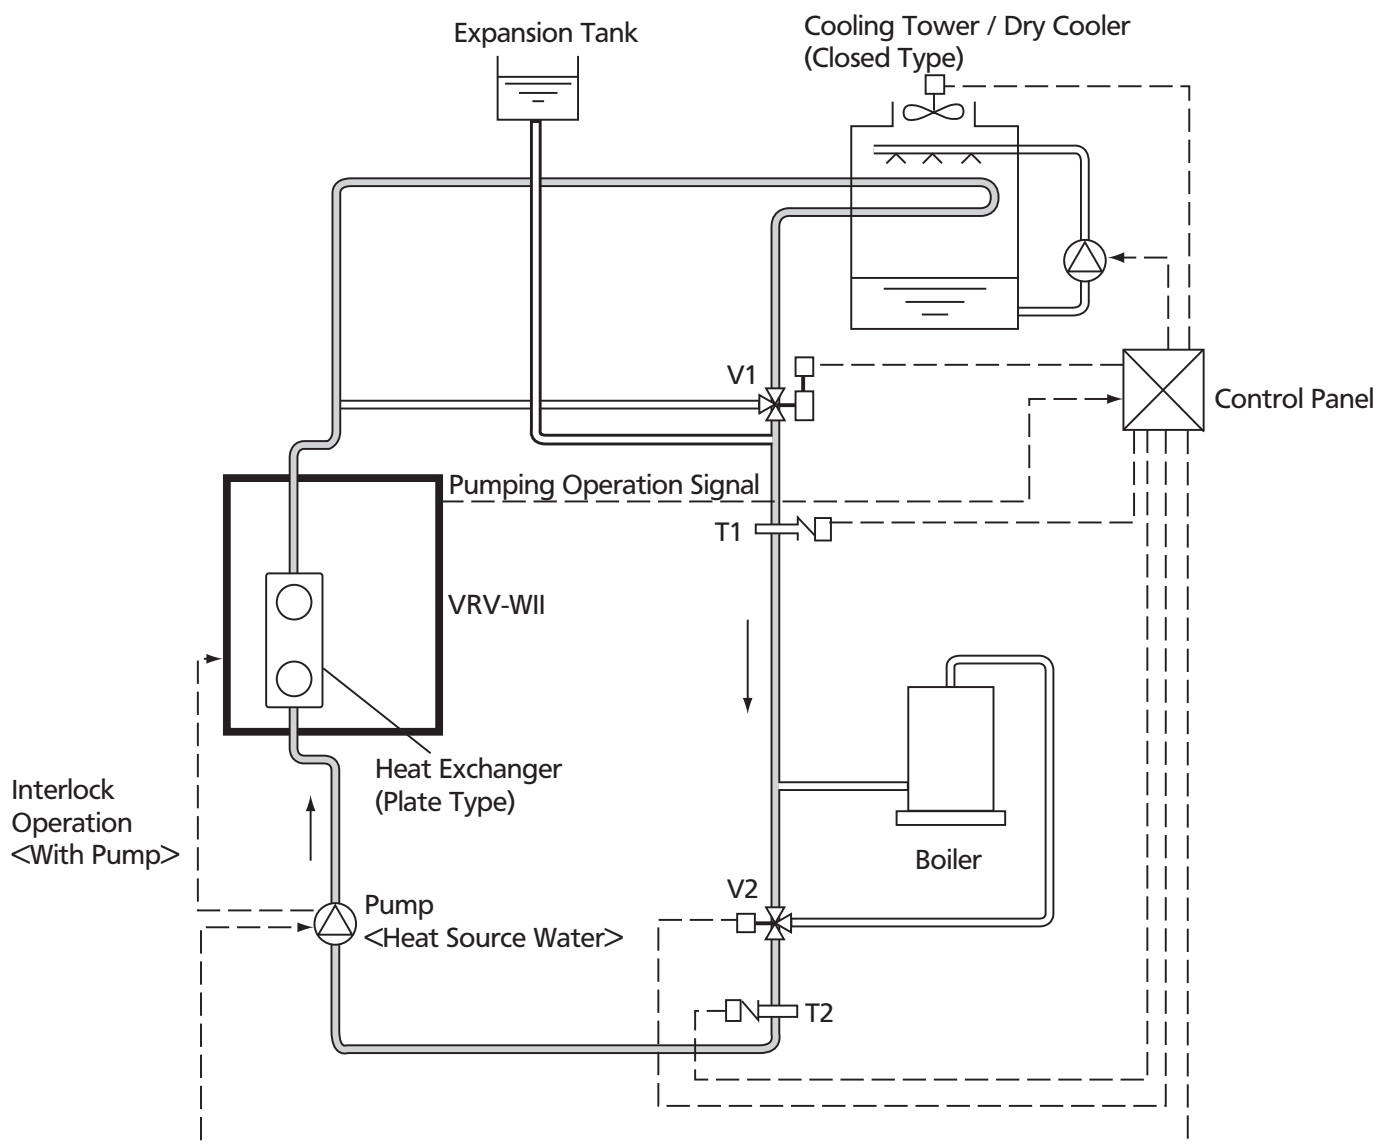 Expansion Tank
Cooling Tower / Dry Cooler
(Closed Type)
V1
Control Panel
Pumping Operation Signal
T1
VRV-WII
Heat Exchanger
(Plate Type)
Interlock
Operation
<With Pump>
Boiler
V2
Pump
<Heat Source Water>
T2